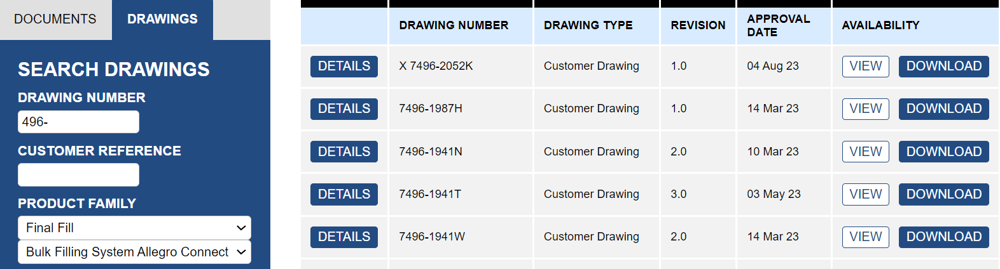 DOCUMENTS
DRAWINGS
SEARCH DRAWINGS
DRAWING NUMBER
496-
CUSTOMER REFERENCE
PRODUCT FAMILY
Final Fill
Bulk Filling System Allegro Connect
DRAWING NUMBER DRAWING TYPE REVISION APPROVAL DATE AVAILABILITY
DETAILS X 7496-2052K Customer Drawing 1.0 04 Aug 23 VIEW DOWNLOAD
DETAILS 7496-1987H Customer Drawing 1.0 14 Mar 23 VIEW DOWNLOAD
DETAILS 7496-1941N Customer Drawing 2.0 10 Mar 23 VIEW DOWNLOAD
DETAILS 7496-1941T Customer Drawing 3.0 03 May 23 VIEW DOWNLOAD
DETAILS 7496-1941W Customer Drawing 2.0 14 Mar 23 VIEW DOWNLOAD